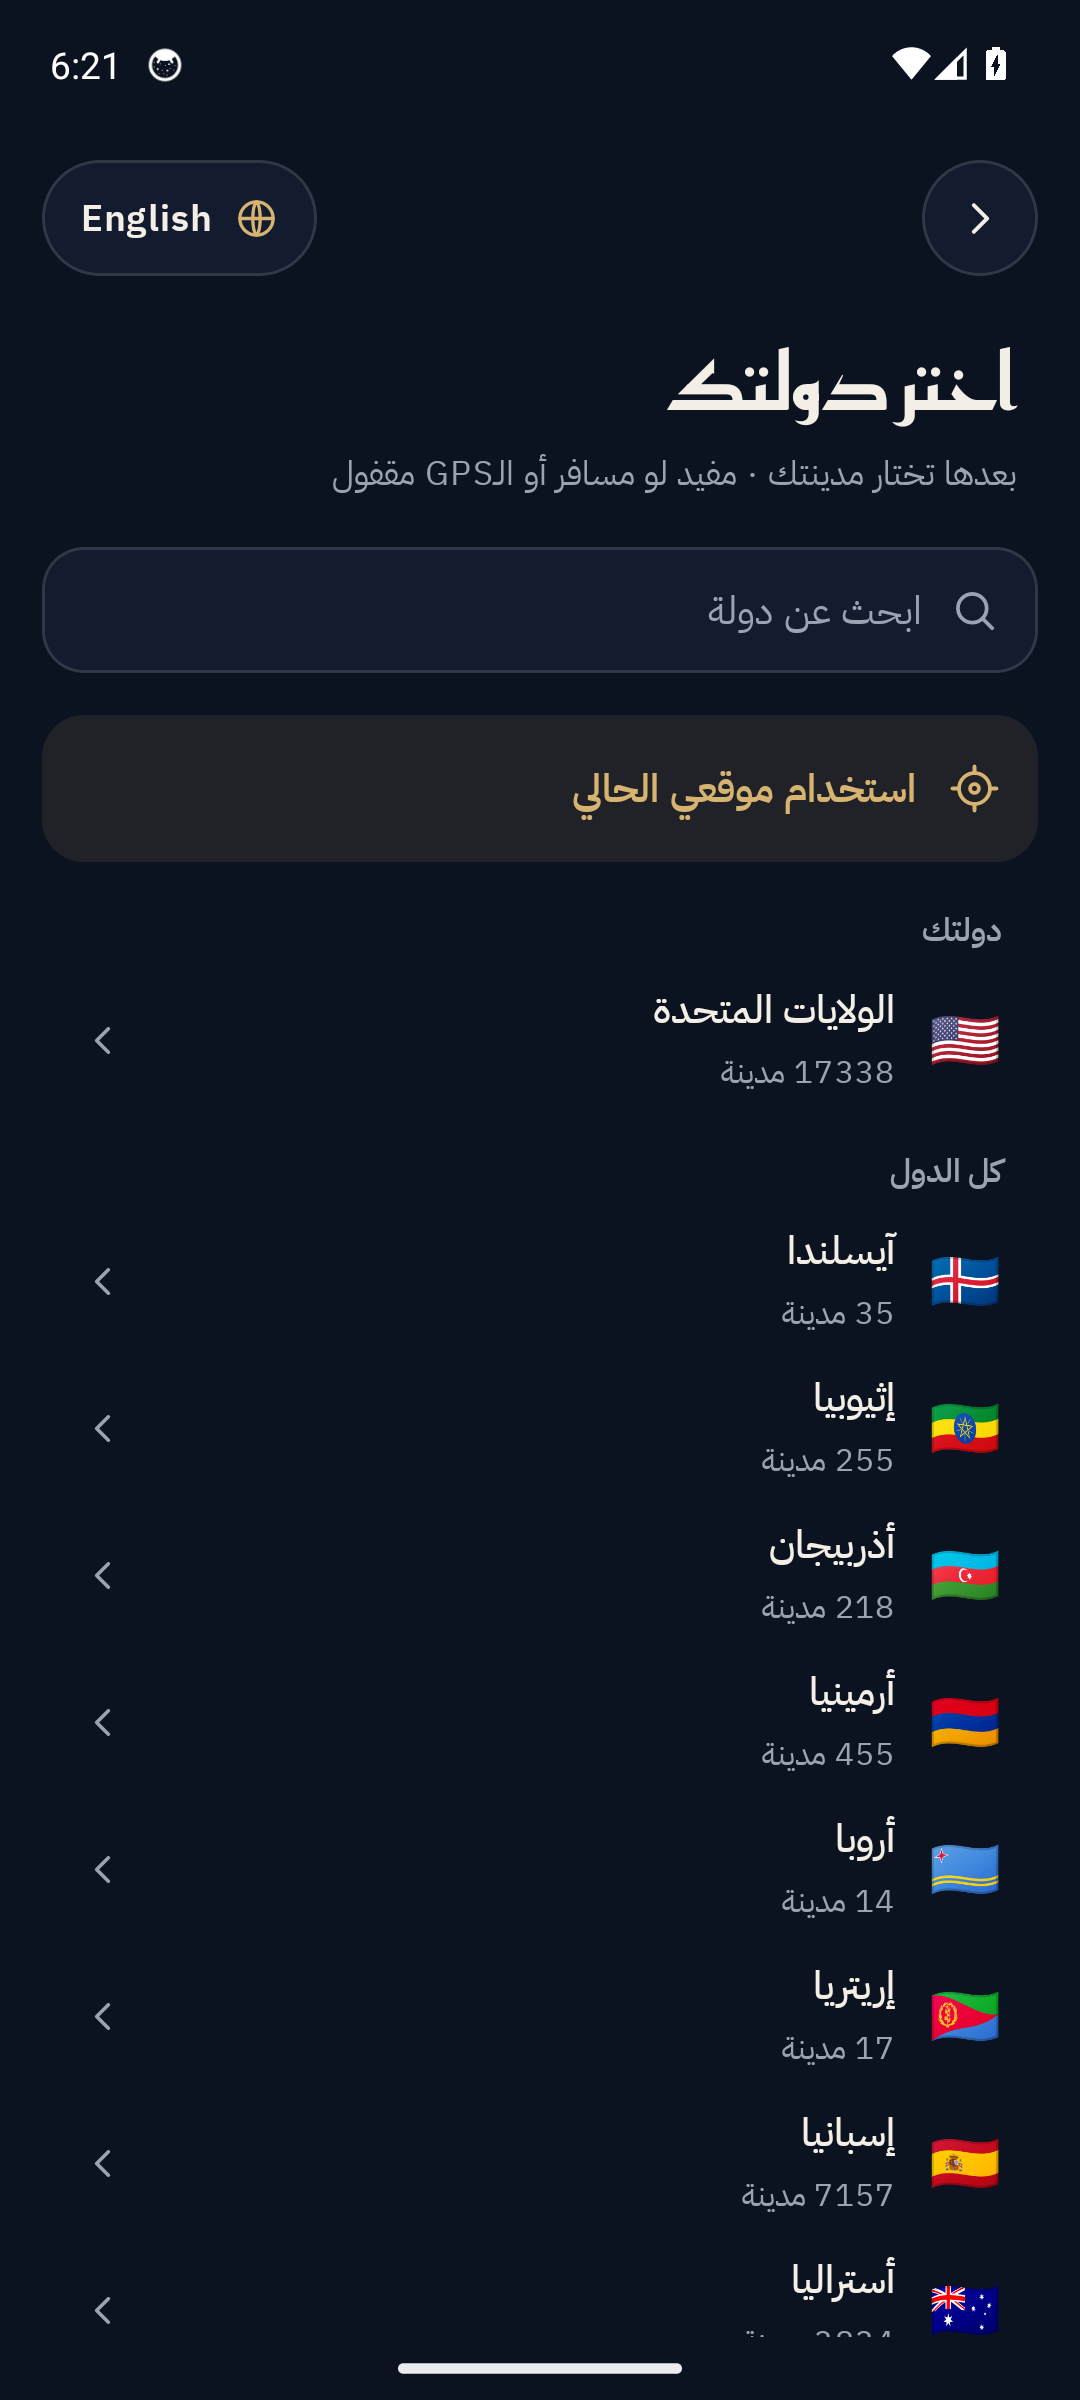 6:21
English
اختر دولتك
بعدها تختار مدينتك · مفيد لو مسافر أو الـGPS مقفول
ابحث عن دولة
استخدام موقعي الحالي
دولتك
الولايات المتحدة
17338 مدينة
كل الدول
آيسلندا
35 مدينة
إثيوبيا
255 مدينة
أذربيجان
218 مدينة
أرمينيا
455 مدينة
أروبا
14 مدينة
إريتريا
17 مدينة
إسبانيا
7157 مدينة
أستراليا